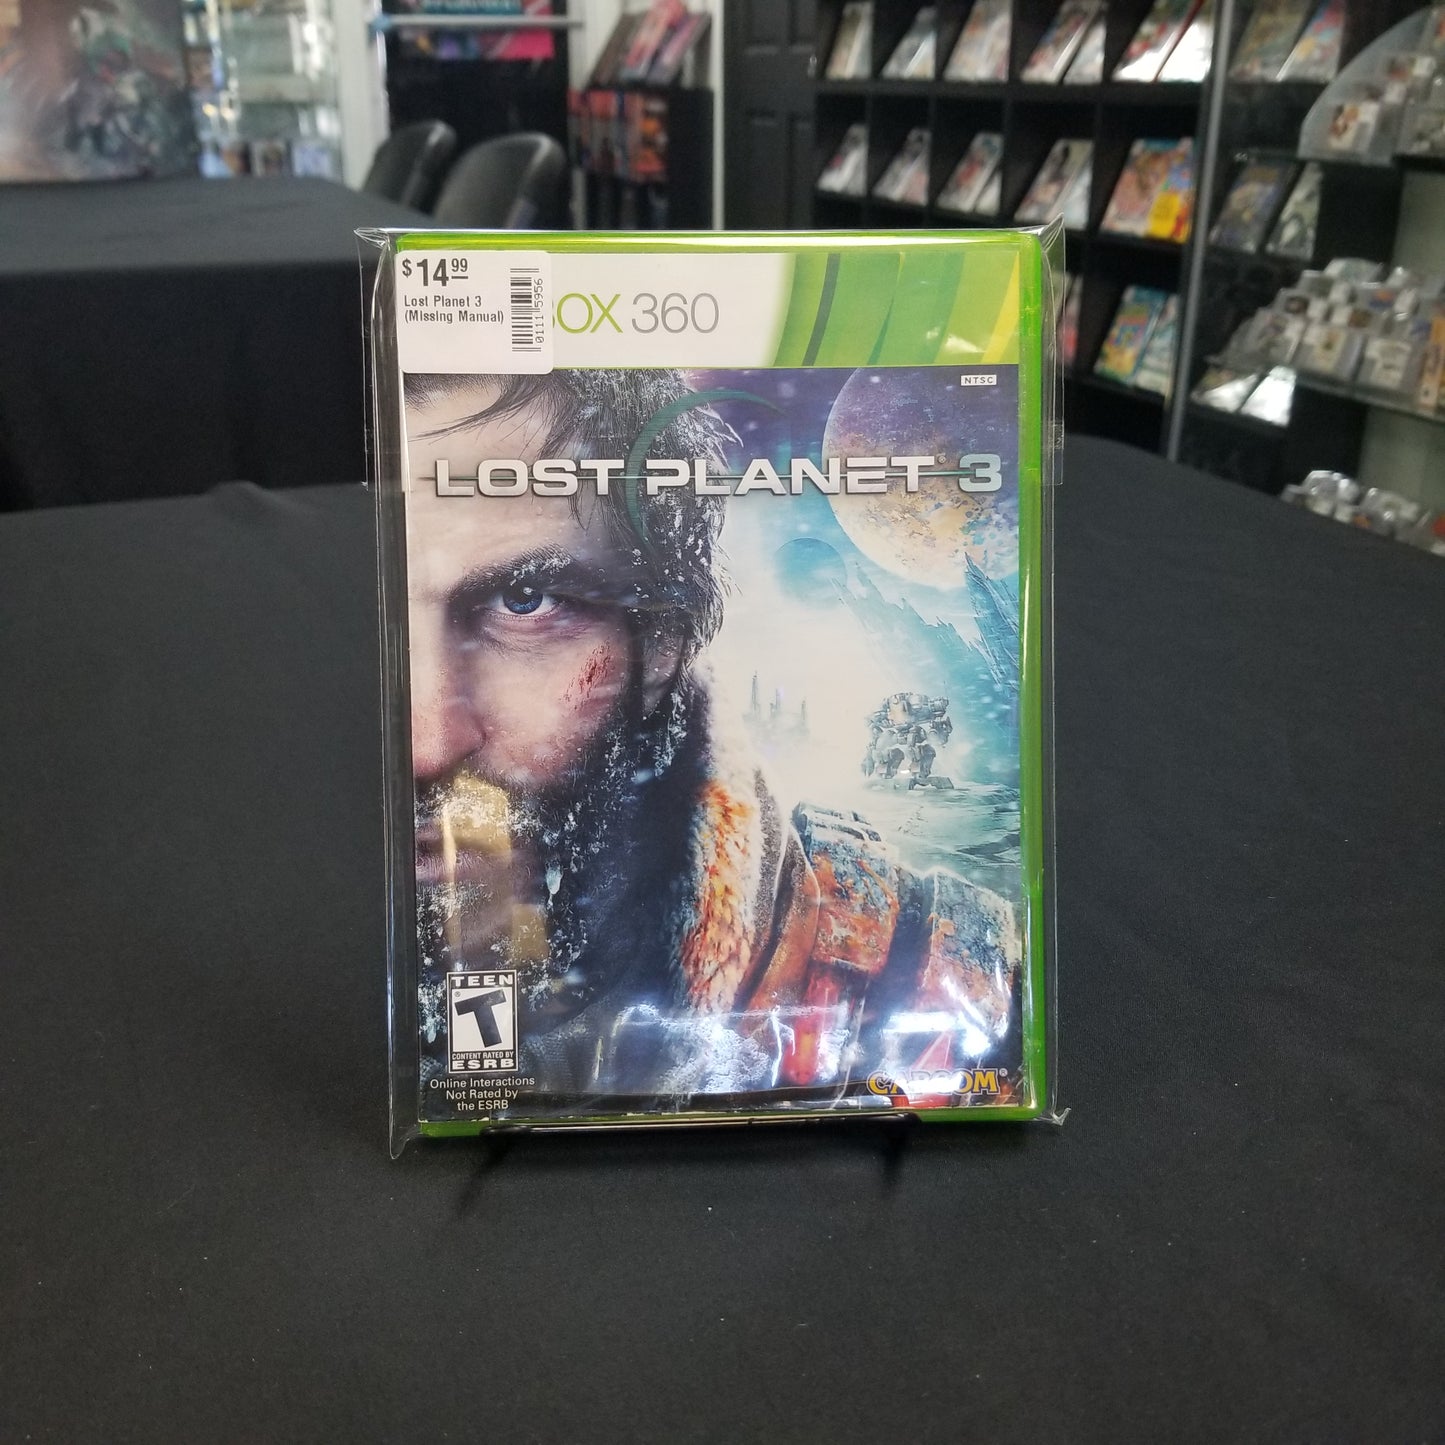 $14.99
Lost Planet 3
(Missing Manual)
0111 5956
OX 360
NTSC
LOST PLANET 3
TEEN
T
CONTENT RATED BY
ESRB
Online Interactions
Not Rated by
the ESRB
CAPCOM